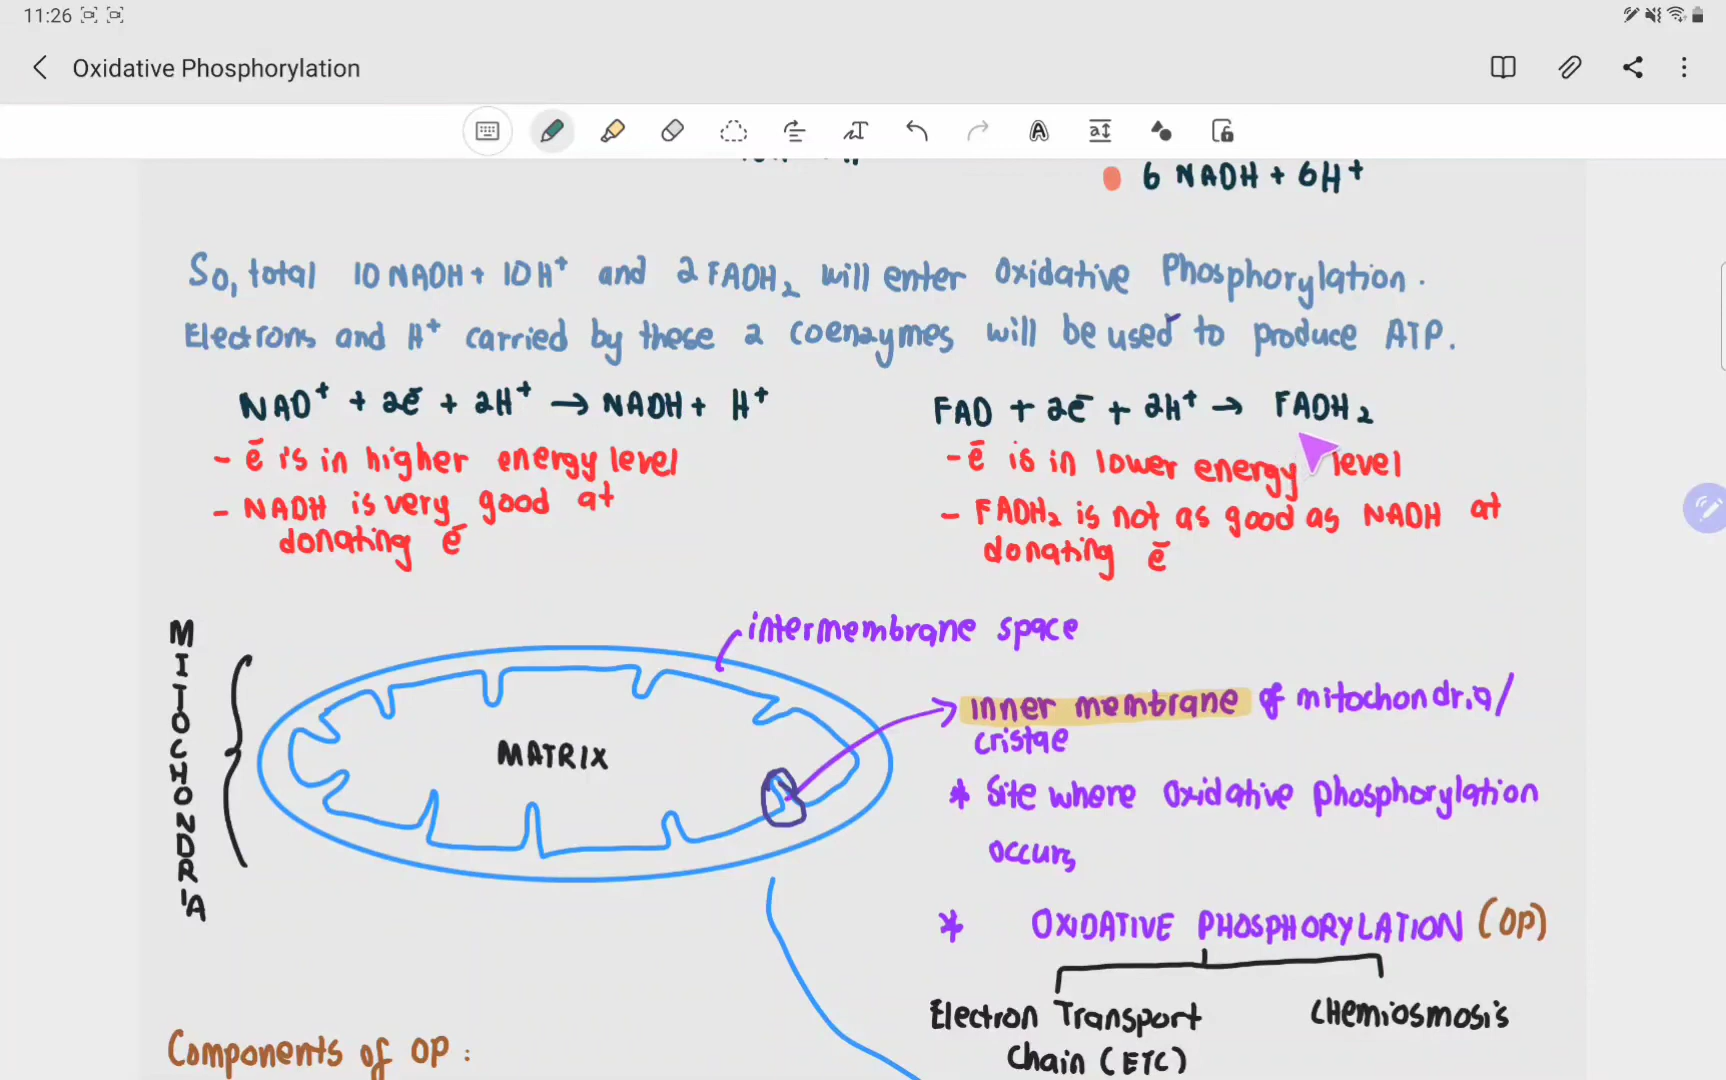 11:26
Oxidative Phosphorylation
6 NADH + 6H⁺
So, total 10 NADH + 10H⁺ and 2 FADH₂ will enter Oxidative Phosphorylation.
Electrons and H⁺ carried by these 2 coenzymes will be used to produce ATP.
NAD⁺ + 2ē + 2H⁺ → NADH + H⁺
- ē is in higher energy level
- NADH is very good at
donating ē
FAD + 2ē + 2H⁺ → FADH₂
- ē is in lower energy level
- FADH₂ is not as good as NADH at
donating ē
MITOCHONDRIA
intermembrane space
MATRIX
inner membrane of mitochondria/
cristae
* Site where oxidative phosphorylation
occurs
* OXIDATIVE PHOSPHORYLATION (OP)
Electron Transport
Chain (ETC)
Chemiosmosis
Components of OP :